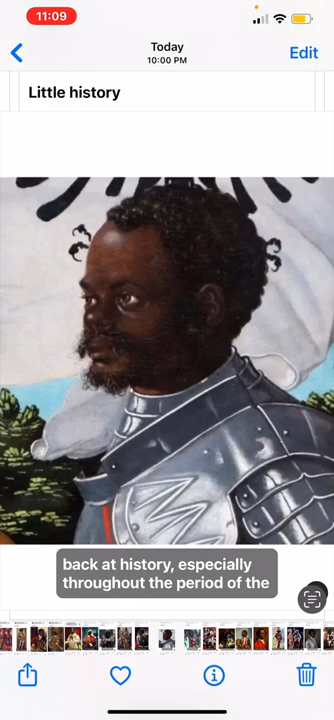 11:09
Today
10:00 PM
Edit
Little history
back at history, especially
throughout the period of the